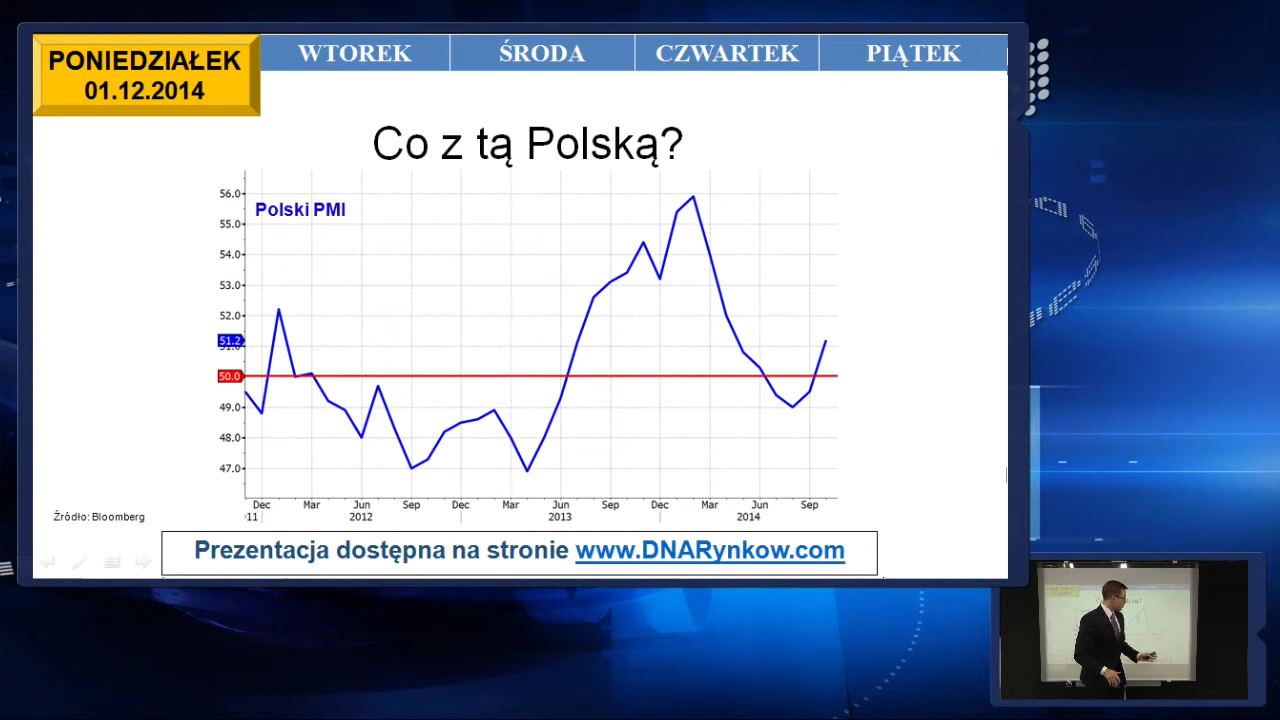 PONIEDZIAŁEK
01.12.2014
WTOREK ŚRODA CZWARTEK PIĄTEK
Co z tą Polską?
Polski PMI
56.0
55.0
54.0
53.0
52.0
51.2
51.0
50.0
49.0
48.0
47.0
Dec Mar Jun Sep Dec Mar Jun Sep Dec Mar Jun Sep
11 2012 2013 2014
Źródło: Bloomberg
Prezentacja dostępna na stronie www.DNARynkow.com